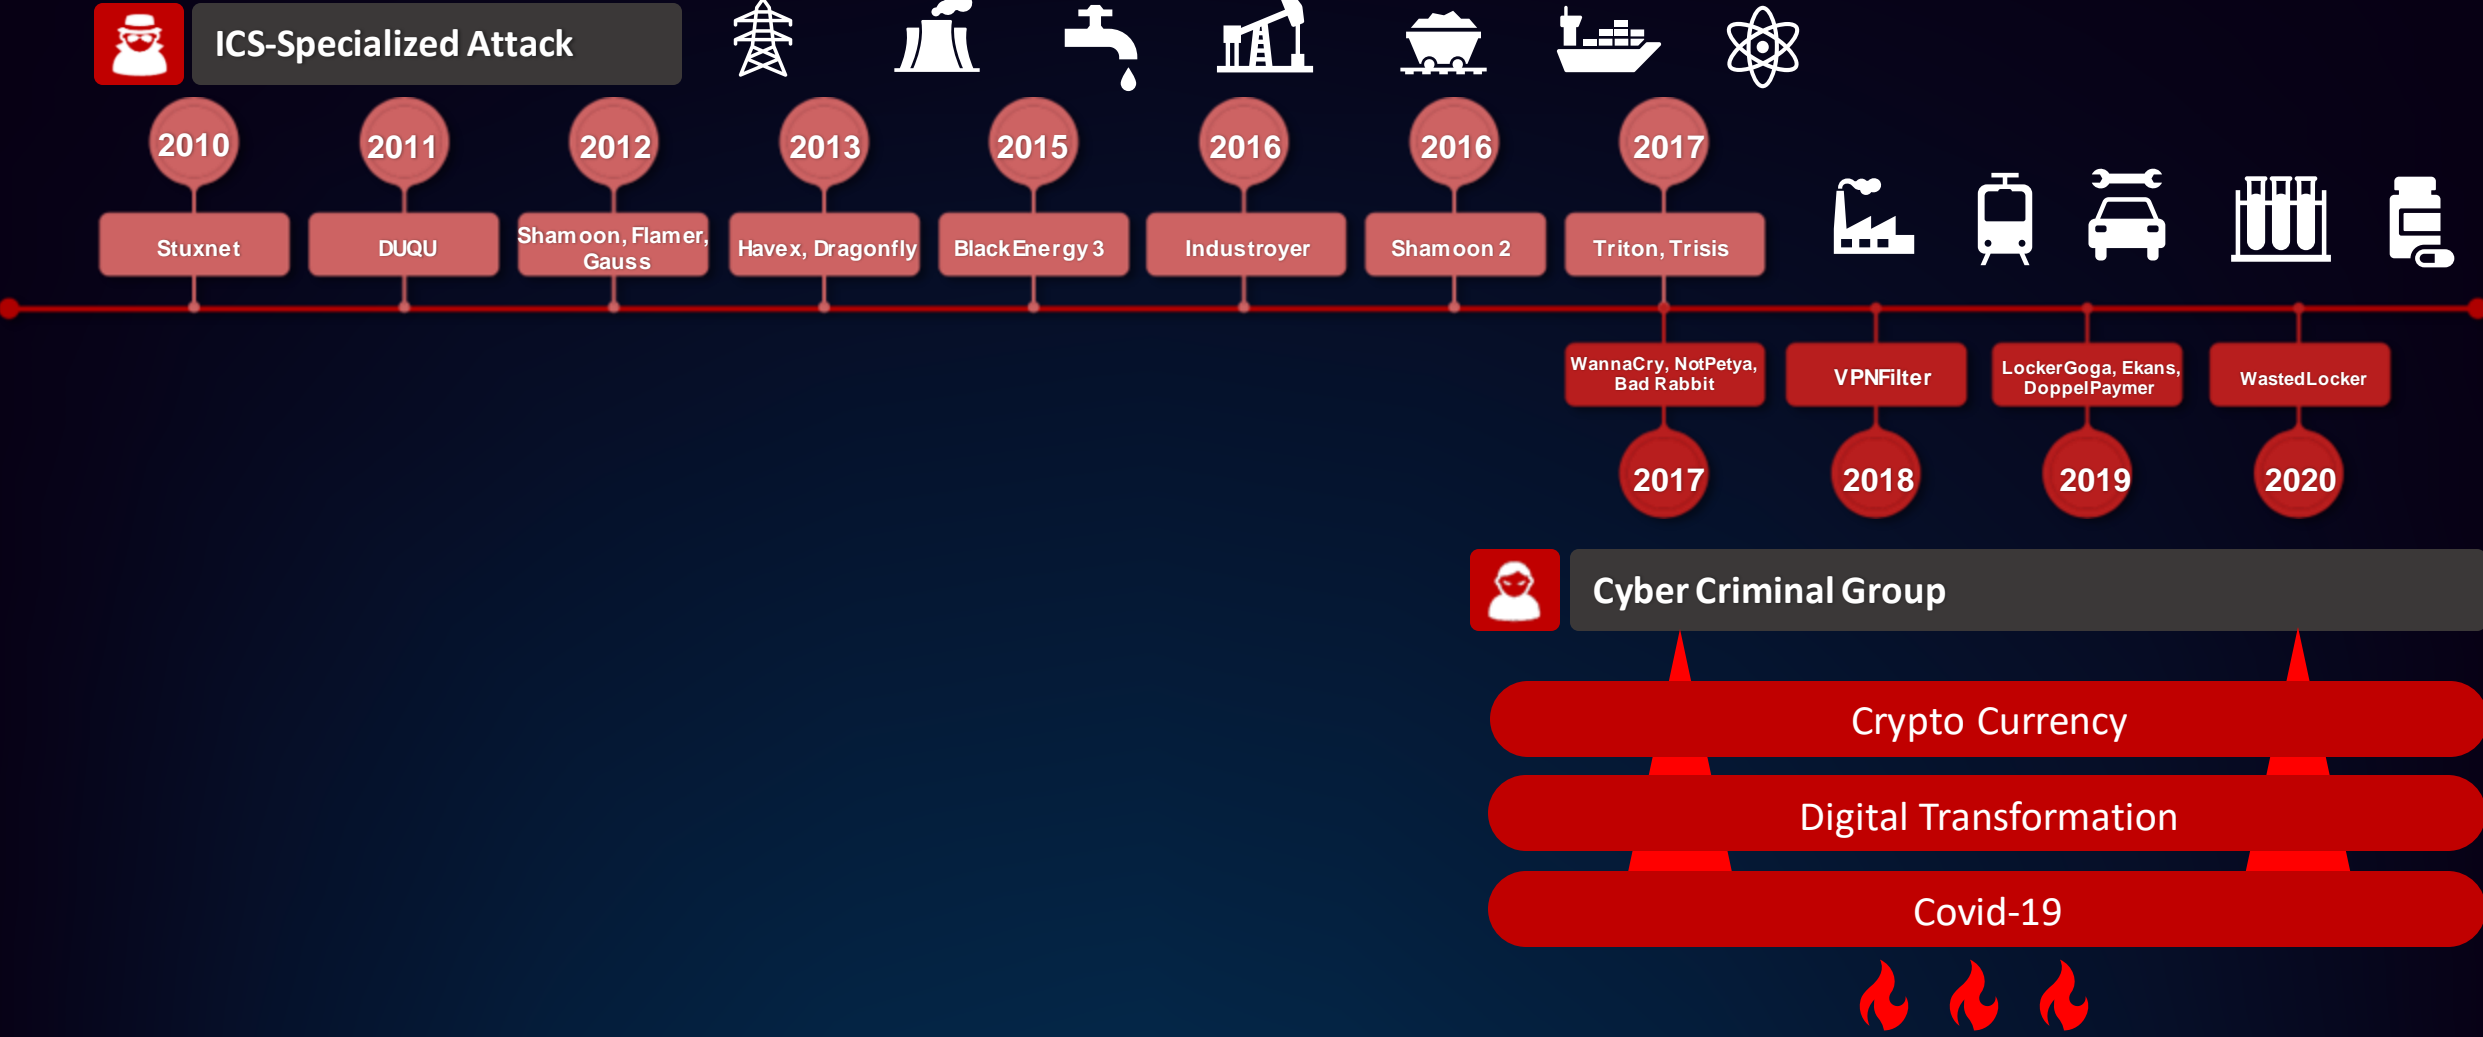 ICS-Specialized Attack
2010
2011
2012
2013
2015
2016
2016
2017
Stuxnet
DUQU
Shamoon, Flamer,
Gauss
Havex, Dragonfly
BlackEnergy 3
Industroyer
Shamoon 2
Triton, Trisis
WannaCry, NotPetya,
Bad Rabbit
VPNFilter
LockerGoga, Ekans,
DoppelPaymer
WastedLocker
2017
2018
2019
2020
Cyber Criminal Group
Crypto Currency
Digital Transformation
Covid-19